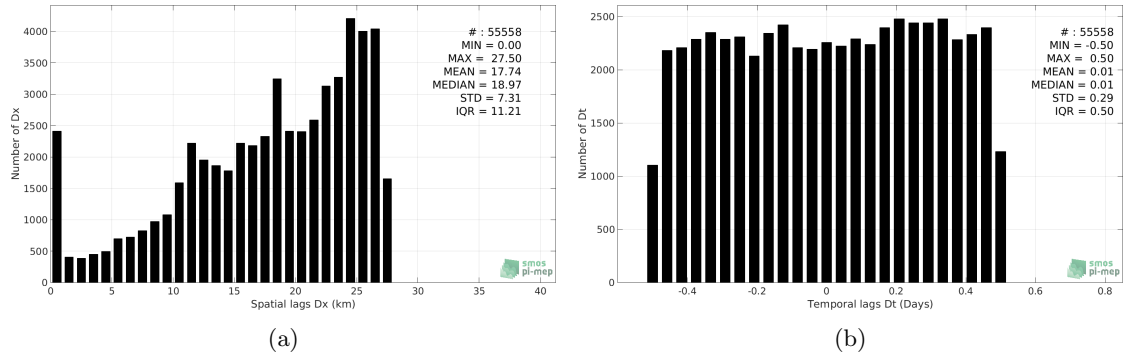 4000
3500
3000
2500
2000
1500
1000
500
0
Number of Dx
# : 55558
MIN = 0.00
MAX = 27.50
MEAN = 17.74
MEDIAN = 18.97
STD = 7.31
IQR = 11.21
smos
pi-mep
0 5 10 15 20 25 30 35 40
Spatial lags Dx (km)
(a)
2500
2000
1500
1000
500
0
Number of Dt
# : 55558
MIN = -0.50
MAX = 0.50
MEAN = 0.01
MEDIAN = 0.01
STD = 0.29
IQR = 0.50
smos
pi-mep
-0.4 -0.2 0 0.2 0.4 0.6 0.8
Temporal lags Dt (Days)
(b)